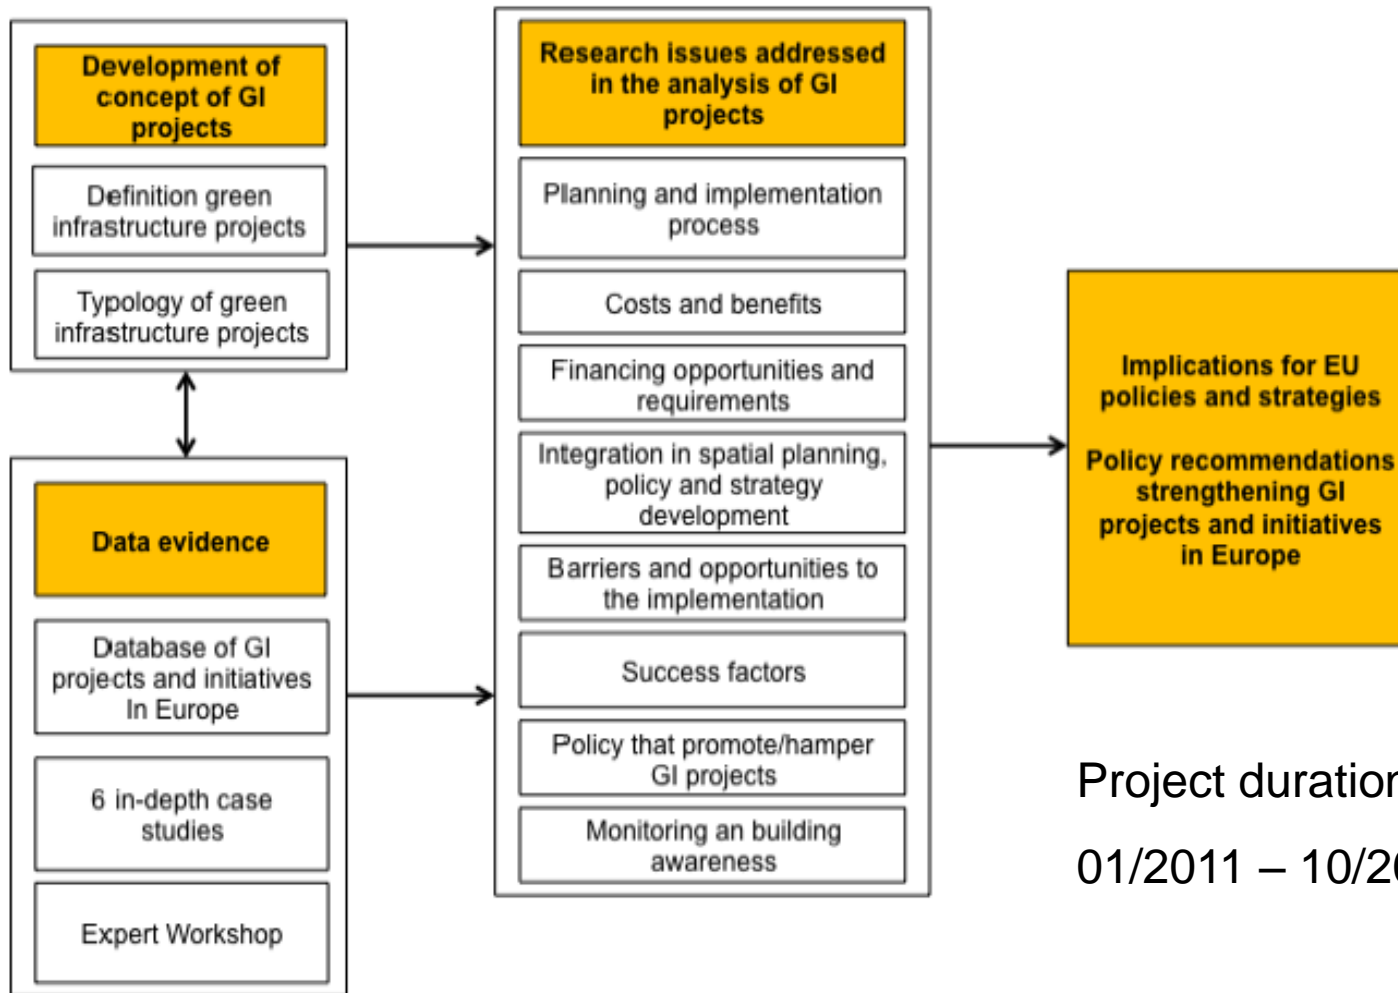 Development of
concept of GI
projects
Definition green
infrastructure projects
Typology of green
infrastructure projects
Data evidence
Database of GI
projects and initiatives
In Europe
6 in-depth case
studies
Expert Workshop
Research issues addressed
in the analysis of GI
projects
Planning and implementation
process
Costs and benefits
Financing opportunities and
requirements
Integration in spatial planning,
policy and strategy
development
Barriers and opportunities to
the implementation
Success factors
Policy that promote/hamper
GI projects
Monitoring an building
awareness
Implications for EU
policies and strategies
Policy recommendations
strengthening GI
projects and initiatives
in Europe
Project duration
01/2011 – 10/20